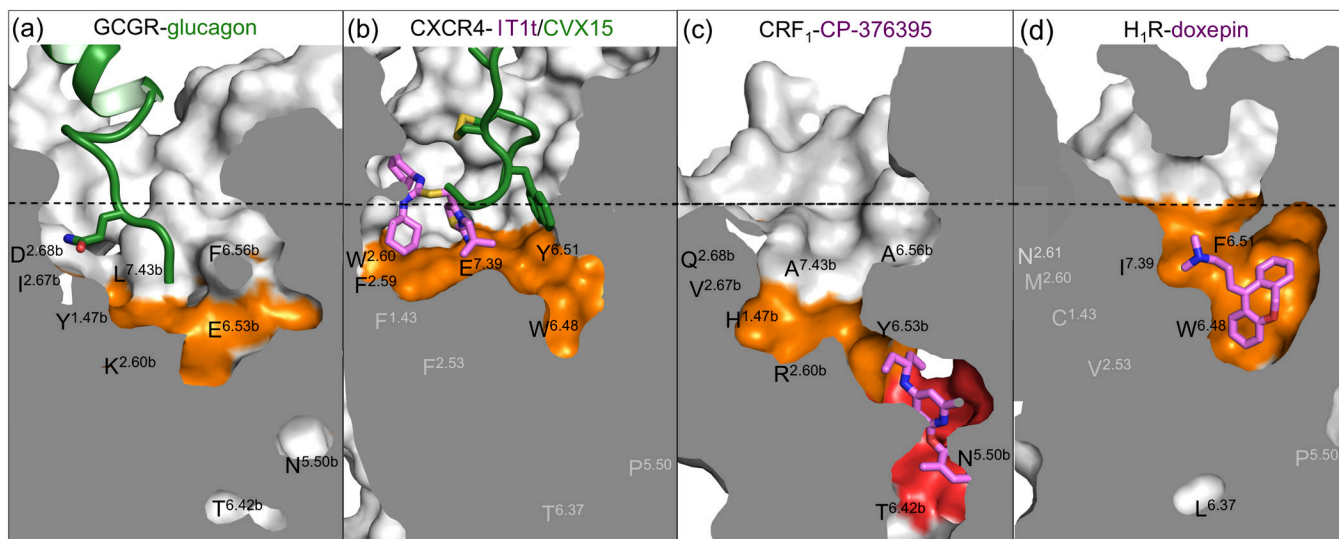 (a) GCGR-glucagon
D2.68b
F6.56b
L7.43b
I2.67b
Y1.47b
E6.53b
K2.60b
N5.50b
T6.42b
(b) CXCR4-IT1t/CVX15
Y6.51
W2.60
E7.39
F2.59
F1.43
W6.48
F2.53
P5.50
T6.37
(c) CRF1-CP-376395
Q2.68b
A6.56b
A7.43b
V2.67b
H1.47b
Y6.53b
R2.60b
N5.50b
T6.42b
(d) H1R-doxepin
F6.51
N2.61
I7.39
M2.60
C1.43
W6.48
V2.53
P5.50
L6.37